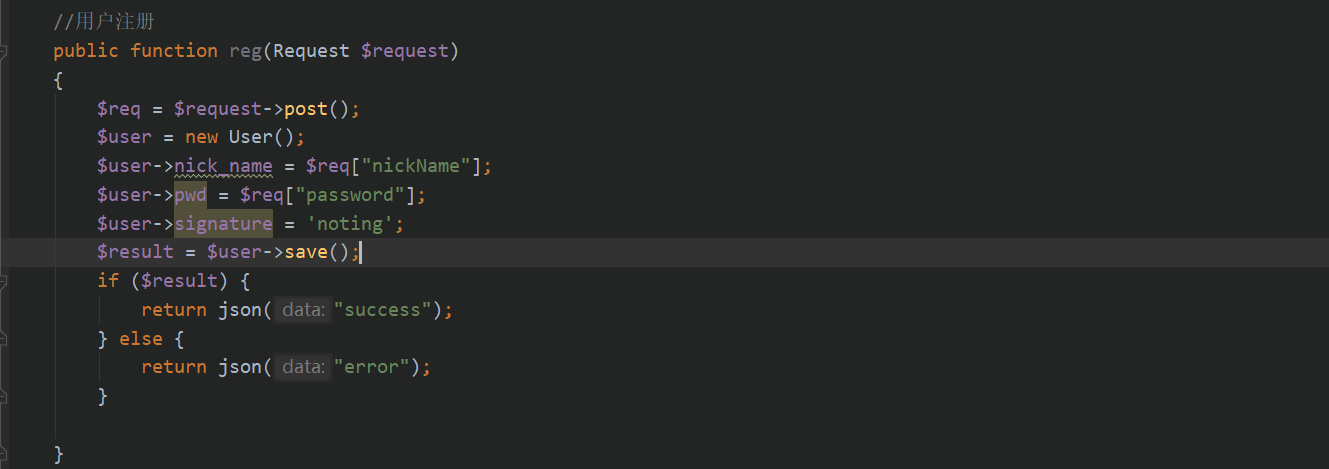 //用户注册
public function reg(Request $request)
{
$req = $request->post();
$user = new User();
$user->nick_name = $req["nickName"];
$user->pwd = $req["password"];
$user->signature = 'noting';
$result = $user->save();
if ($result) {
return json( data: "success");
} else {
return json( data: "error");
}
}